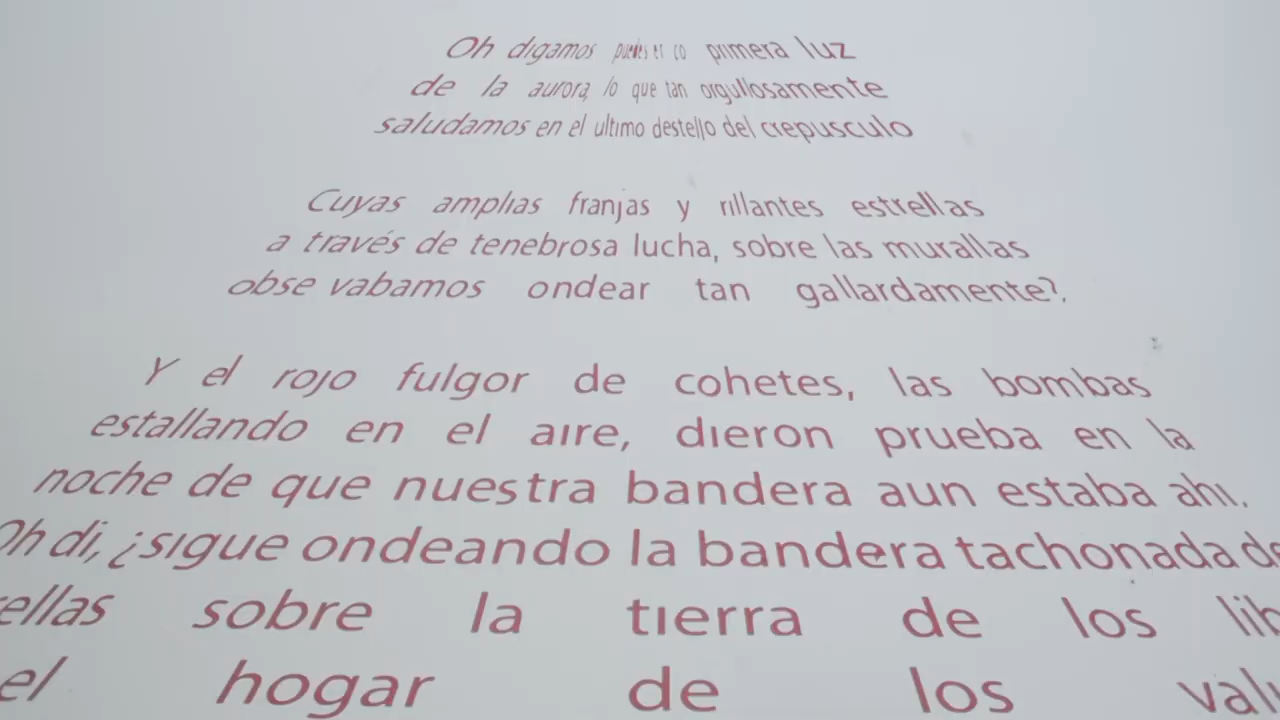 Oh digamos puedes er co primera luz
de la aurora, lo que tan orgullosamente
saludamos en el ultimo destello del crepusculo
Cuyas amplias franjas y rillantes estrellas
a través de tenebrosa lucha, sobre las murallas
obse vabamos ondear tan gallardamente?.
Y el rojo fulgor de cohetes, las bombas
estallando en el aire, dieron prueba en la
noche de que nuestra bandera aun estaba ahi.
Oh di, ¿sigue ondeando la bandera tachonada de
ellas sobre la tierra de los lib
el hogar de los val